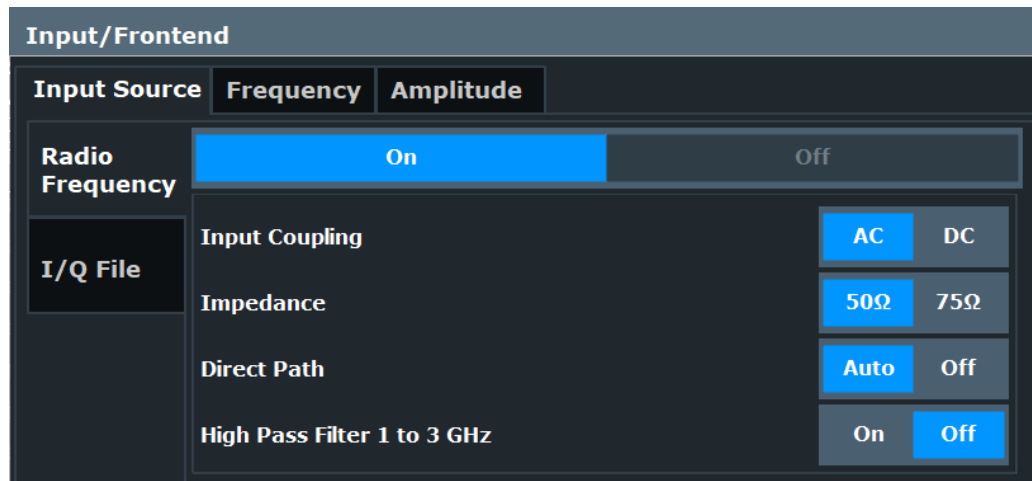 Input/Frontend
Input Source Frequency Amplitude
Radio
Frequency
On Off
I/Q File
Input Coupling AC DC
Impedance 50Ω 75Ω
Direct Path Auto Off
High Pass Filter 1 to 3 GHz On Off